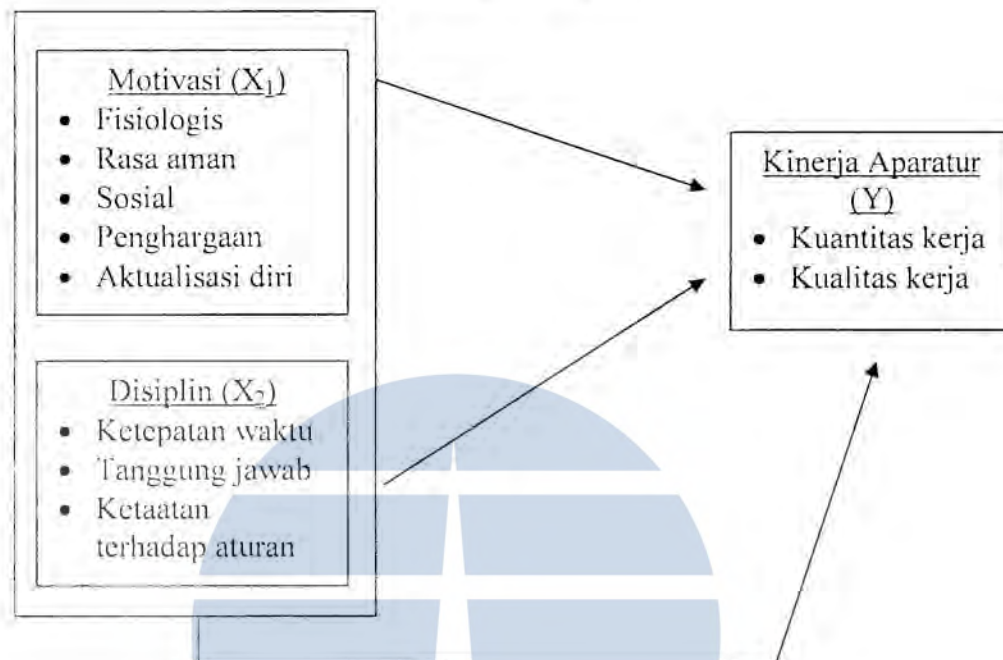 Motivasi (X₁)
• Fisiologis
• Rasa aman
• Sosial
• Penghargaan
• Aktualisasi diri
Disiplin (X₂)
• Ketepatan waktu
• Tanggung jawab
• Ketaatan
terhadap aturan
Kinerja Aparatur
(Y)
• Kuantitas kerja
• Kualitas kerja